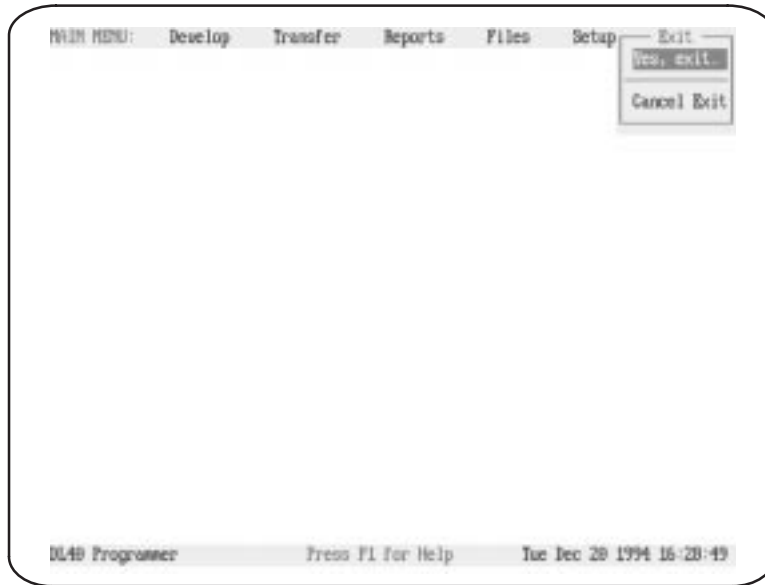 MAIN MENU: Develop Transfer Reports Files Setup Exit
Yes, exit.
Cancel Exit
DL40 Programmer Press F1 for Help Tue Dec 20 1994 16:28:49